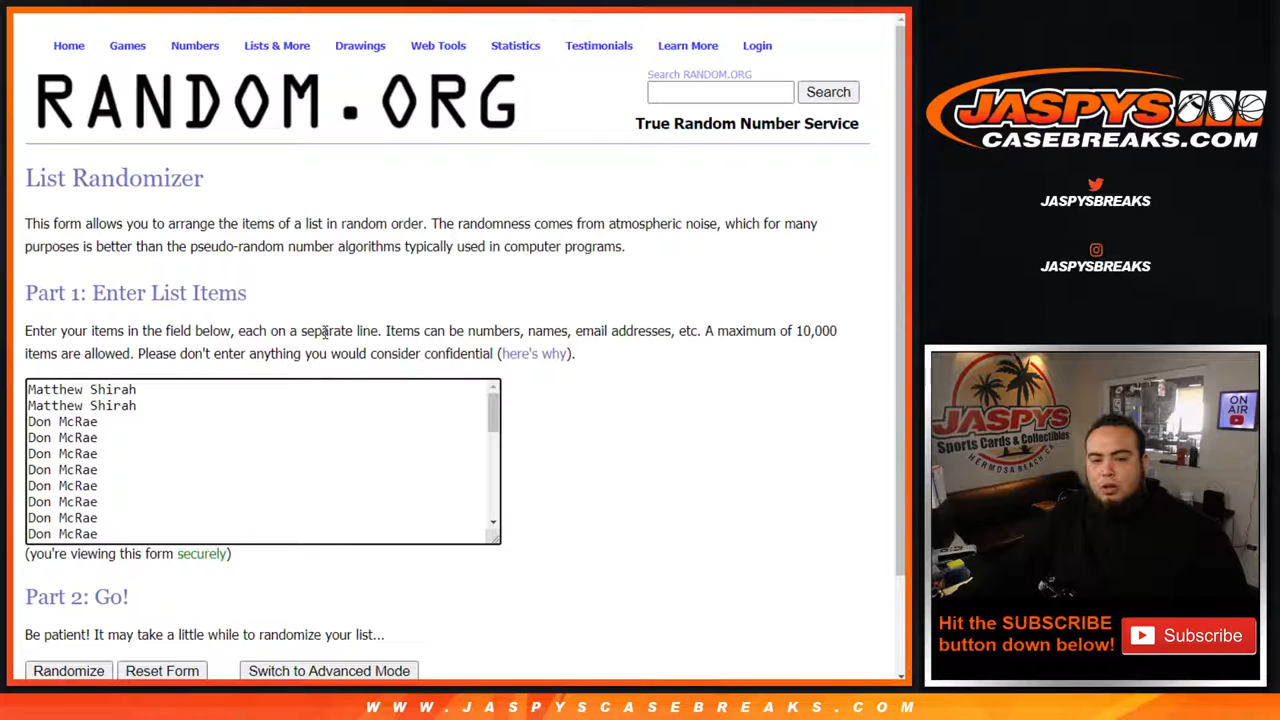 Home Games Numbers Lists & More Drawings Web Tools Statistics Testimonials Learn More Login
RANDOM.ORG
Search RANDOM.ORG
Search
True Random Number Service
List Randomizer
This form allows you to arrange the items of a list in random order. The randomness comes from atmospheric noise, which for many
purposes is better than the pseudo-random number algorithms typically used in computer programs.
Part 1: Enter List Items
Enter your items in the field below, each on a separate line. Items can be numbers, names, email addresses, etc. A maximum of 10,000
items are allowed. Please don't enter anything you would consider confidential (here's why).
Matthew Shirah
Matthew Shirah
Don McRae
Don McRae
Don McRae
Don McRae
Don McRae
Don McRae
Don McRae
Don McRae
(you're viewing this form securely)
Part 2: Go!
Be patient! It may take a little while to randomize your list...
Randomize Reset Form Switch to Advanced Mode
JASPYS
CASEBREAKS.COM
JASPYSBREAKS
JASPYSBREAKS
JASPYS
Sports Cards & Collectibles
HERMOSA BEACH CA
ON
AIR
Hit the SUBSCRIBE
button down below!
Subscribe
WWW.JASPYSCASEBREAKS.COM